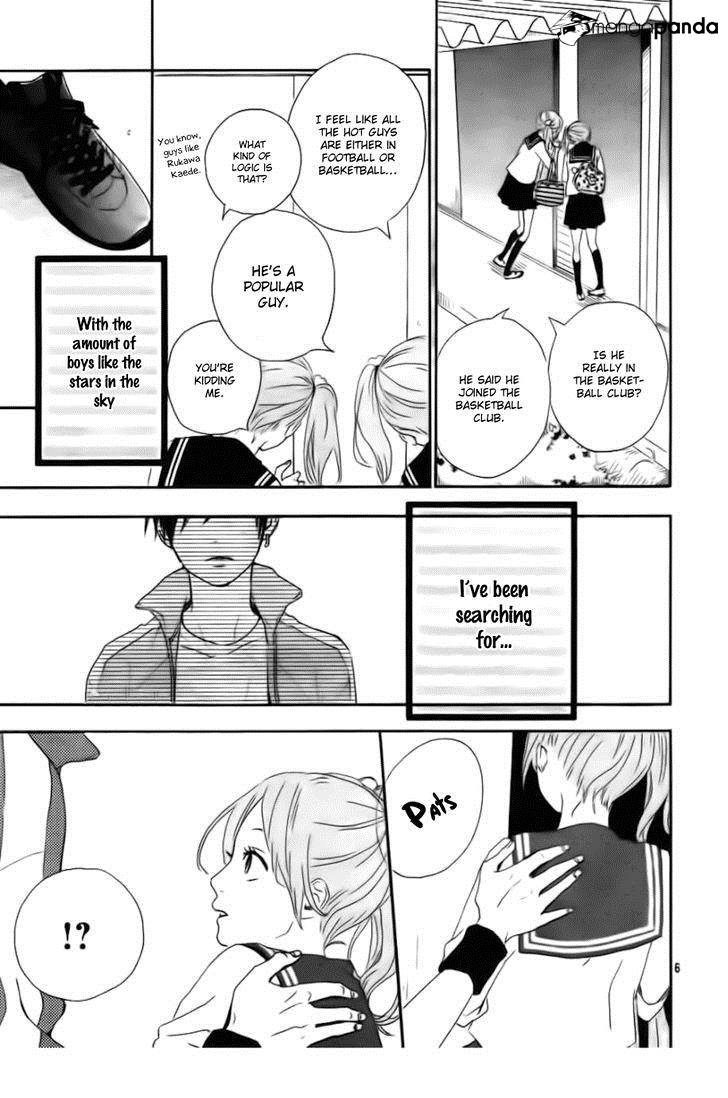 mangapanda
IS HE
REALLY IN
THE BASKET-
BALL CLUB?
HE SAID HE
JOINED THE
BASKETBALL
CLUB.
I FEEL LIKE ALL
THE HOT GUYS
ARE EITHER IN
FOOTBALL OR
BASKETBALL...
WHAT
KIND OF
LOGIC IS
THAT?
You know,
guys like
Rukawa
Kaede.
HE'S A
POPULAR
GUY.
YOU'RE
KIDDING
ME.
With the
amount of
boys like the
stars in the
sky
I've been
searching
for...
PATS
!?
6